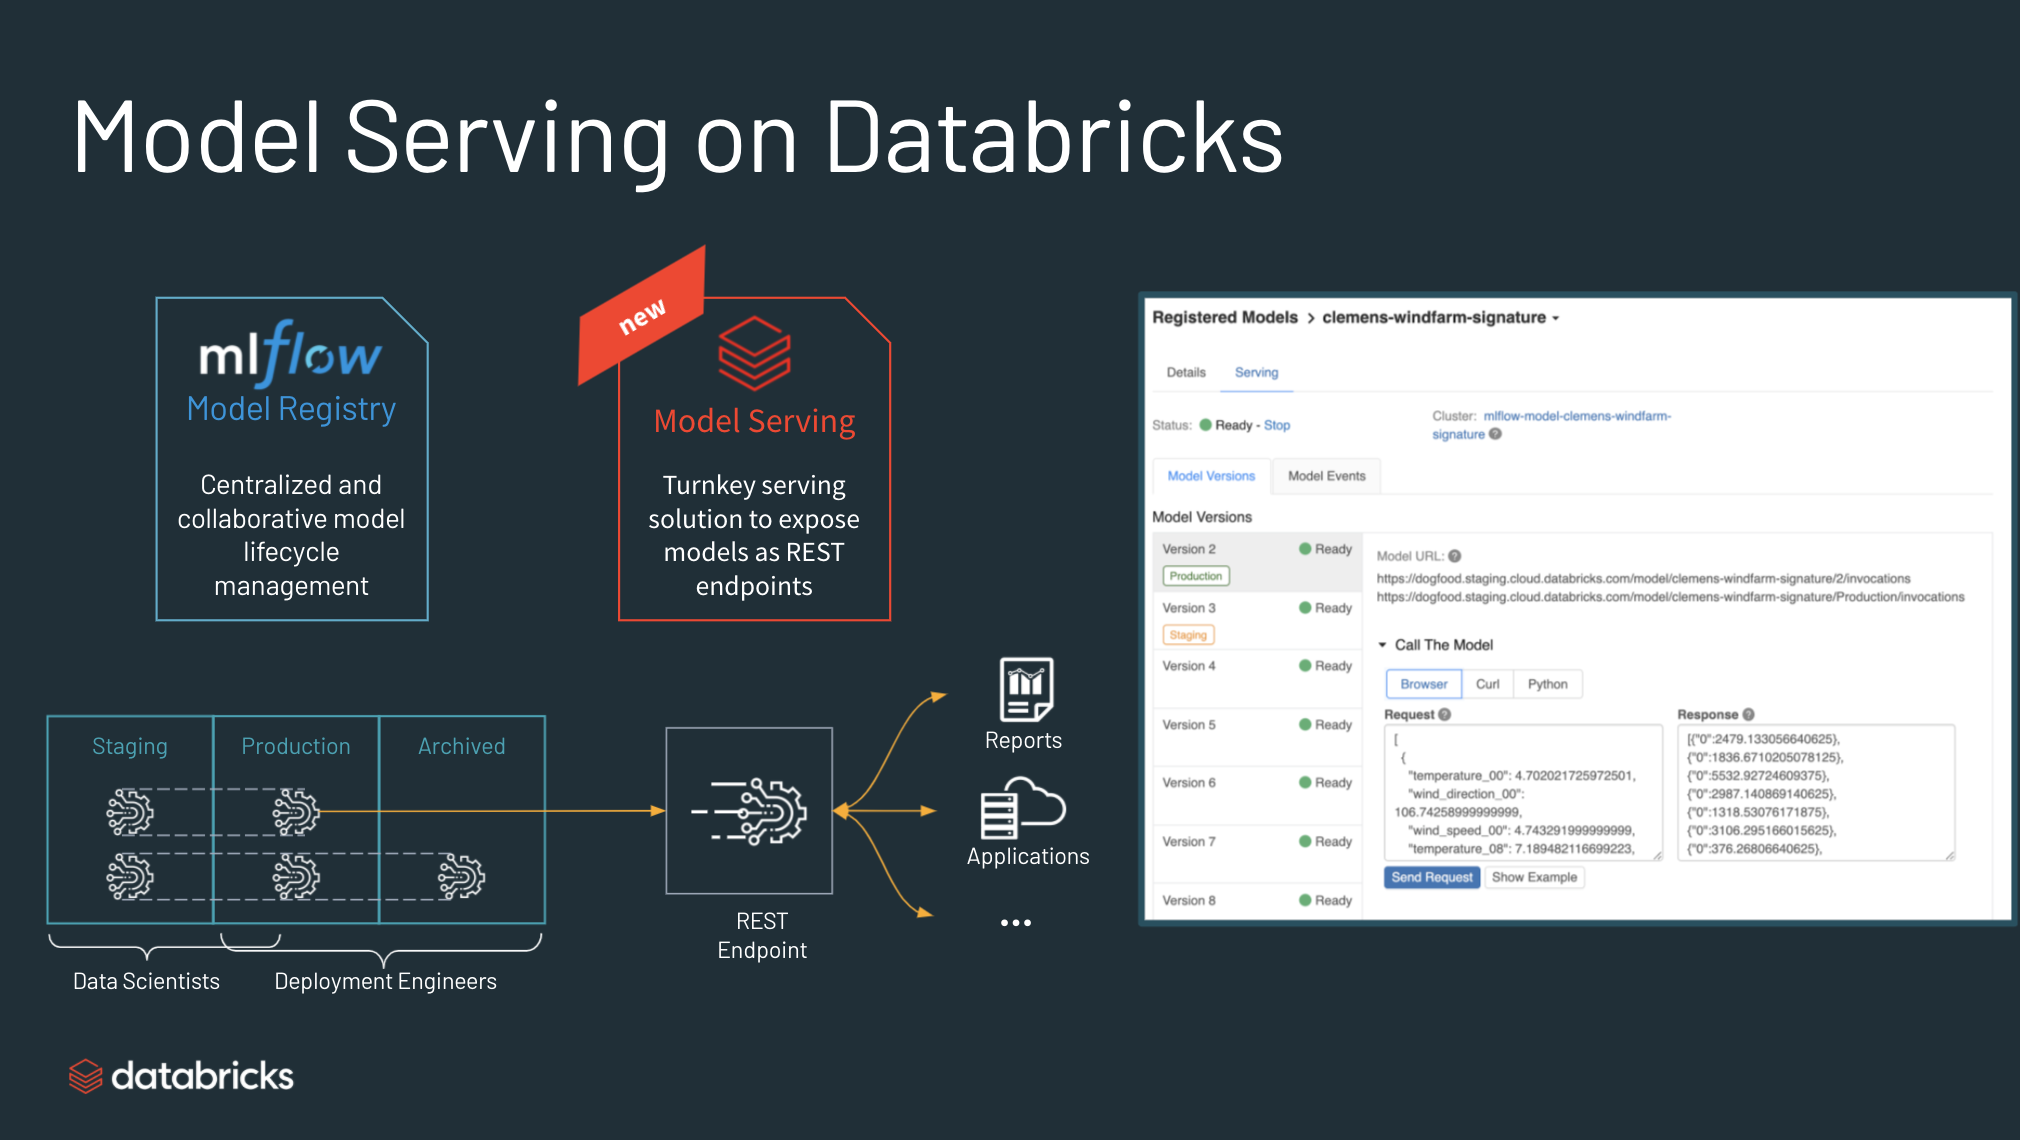 Model Serving on Databricks
mlflow
Model Registry
Centralized and
collaborative model
lifecycle
management
new
Model Serving
Turnkey serving
solution to expose
models as REST
endpoints
Staging
Production
Archived
Data Scientists
Deployment Engineers
REST
Endpoint
Reports
Applications
...
Registered Models > clemens-windfarm-signature
Details
Serving
Status: Ready - Stop
Cluster: mlflow-model-clemens-windfarm-
signature
Model Versions
Model Events
Model Versions
Version 2 Ready
Production
Version 3 Ready
Staging
Version 4 Ready
Version 5 Ready
Version 6 Ready
Version 7 Ready
Version 8 Ready
Model URL:
https://dogfood.staging.cloud.databricks.com/model/clemens-windfarm-signature/2/invocations
https://dogfood.staging.cloud.databricks.com/model/clemens-windfarm-signature/Production/invocations
Call The Model
Browser Curl Python
Request
[
{
"temperature_00": 4.702021725972501,
"wind_direction_00":
106.74258999999999,
"wind_speed_00": 4.743291999999999,
"temperature_08": 7.189482116699223,
Response
[{"0":2479.133056640625},
{"0":1836.6710205078125},
{"0":5532.92724609375},
{"0":2987.140869140625},
{"0":1318.53076171875},
{"0":3106.295166015625},
{"0":376.26806640625},
Send Request
Show Example
databricks